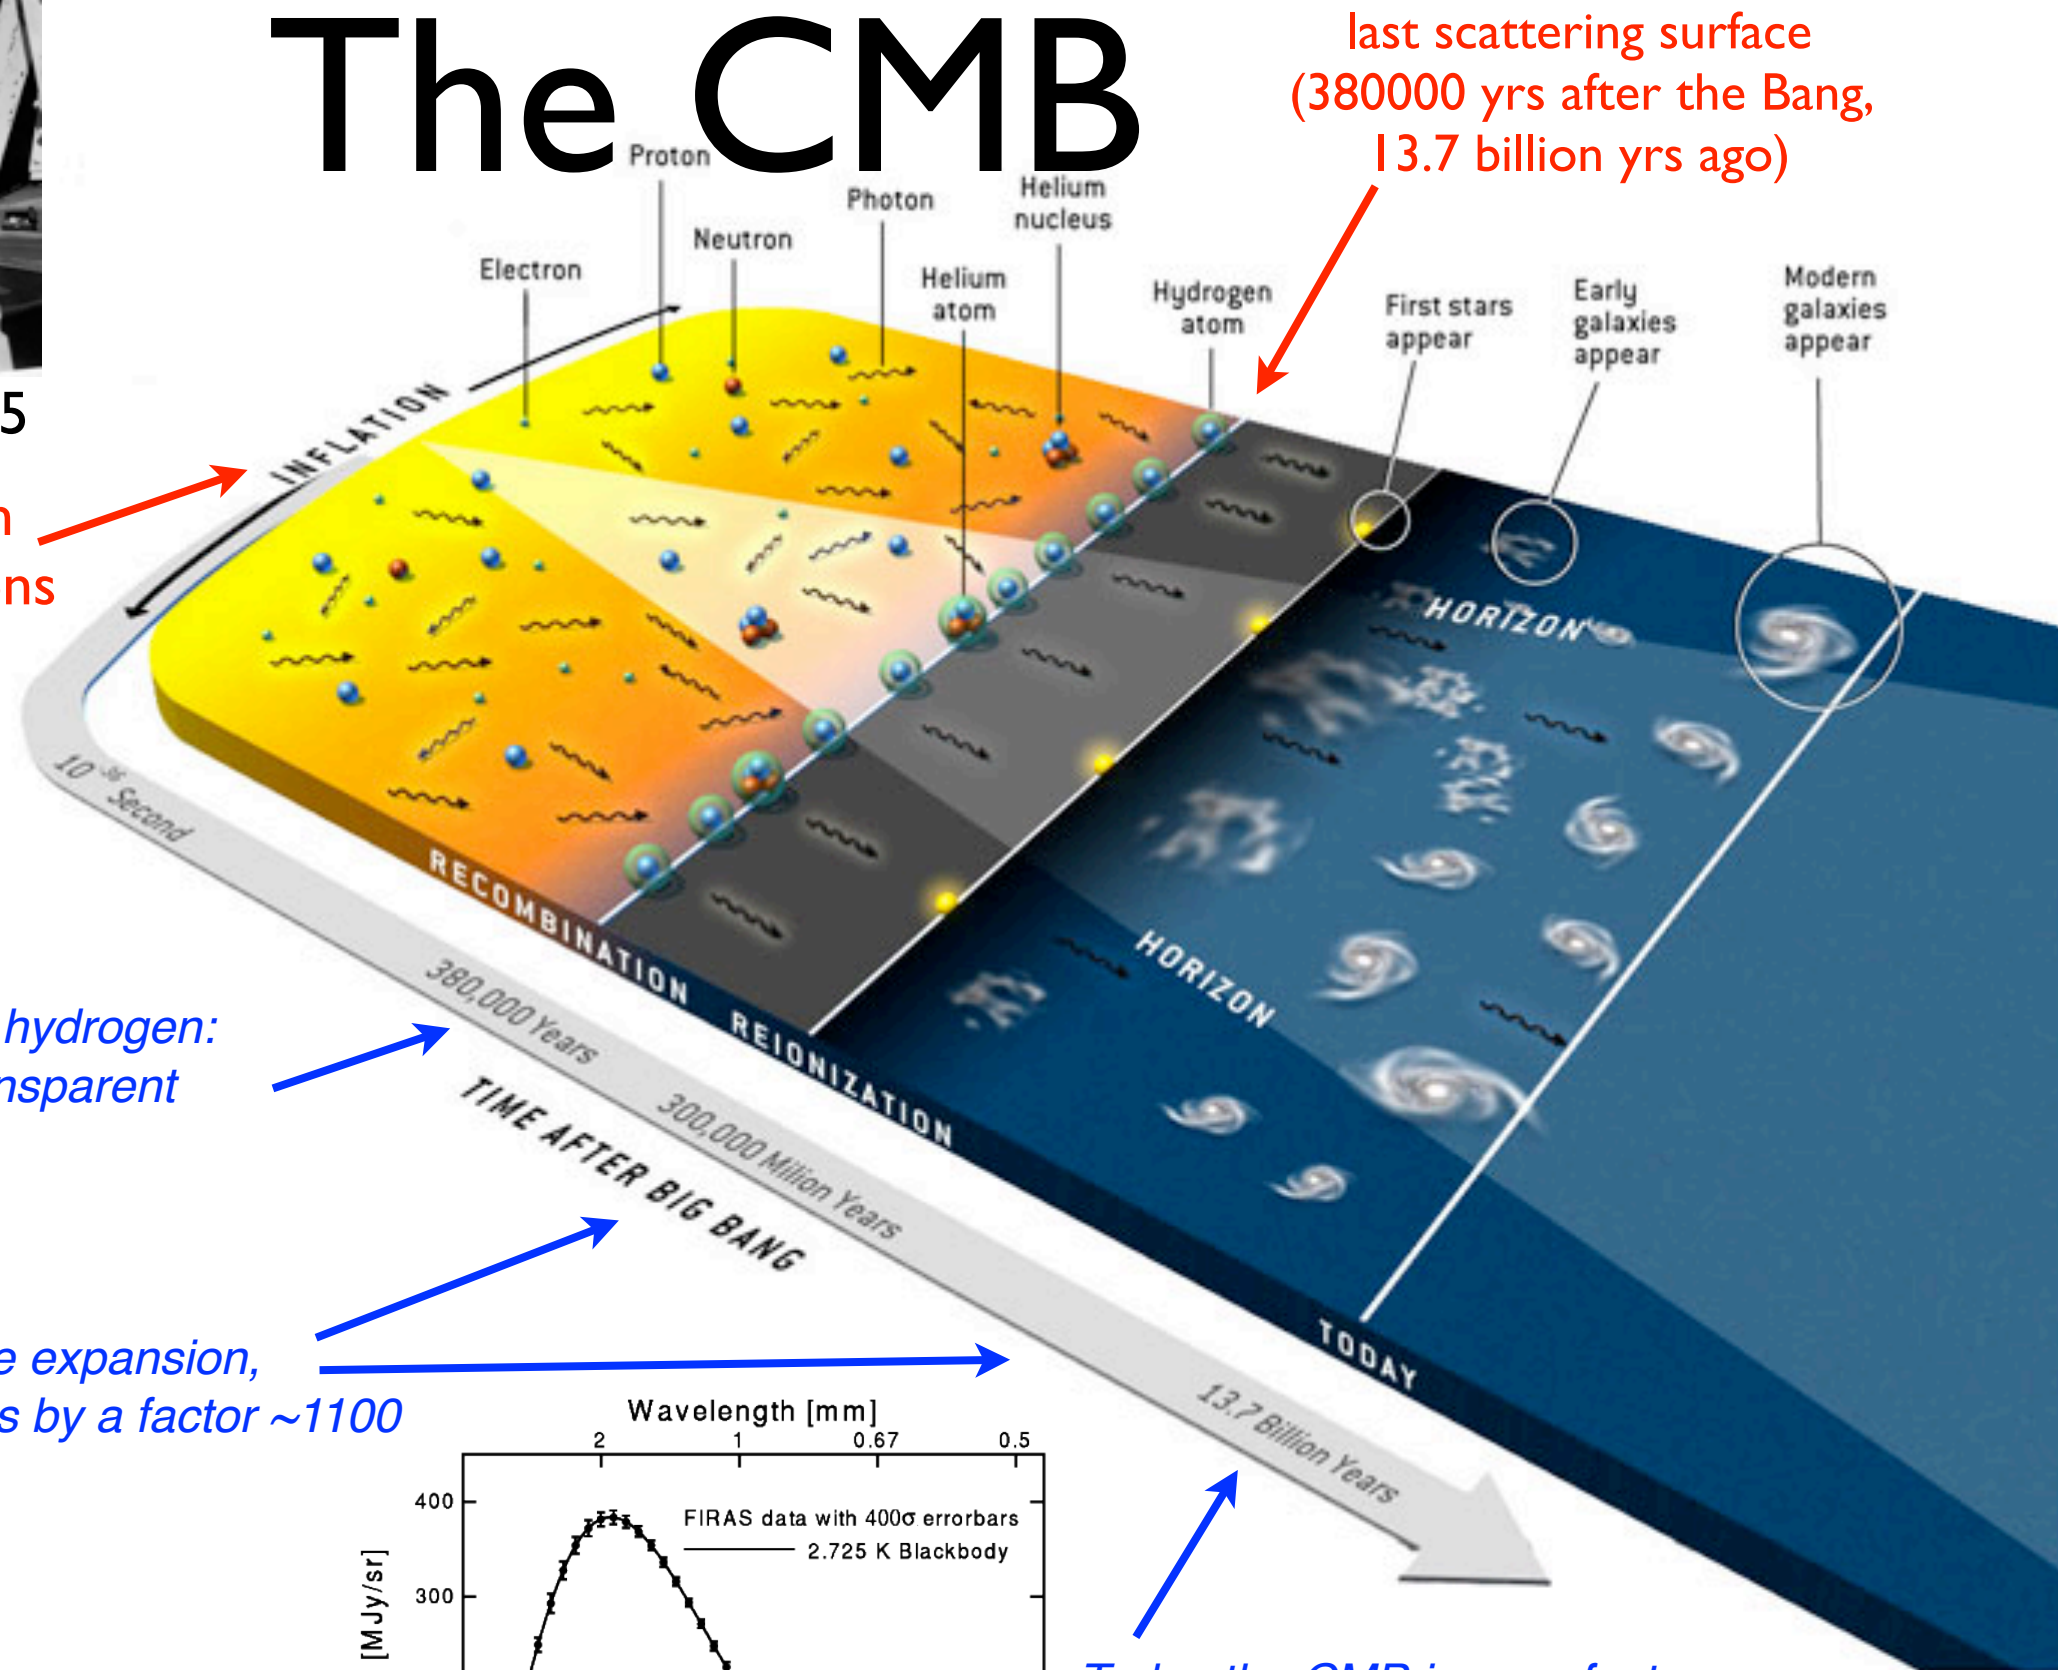 The CMB
last scattering surface
(380000 yrs after the Bang,
13.7 billion yrs ago)
Proton
Photon
Helium
nucleus
Neutron
Electron
Helium
atom
Hydrogen
atom
First stars
appear
Early
galaxies
appear
Modern
galaxies
appear
5
INFLATION
n
ns
HORIZON
HORIZON
10⁻³⁶ Second
RECOMBINATION
REIONIZATION
TODAY
380,000 Years
300,000 Milion Years
13.7 Billion Years
TIME AFTER BIG BANG
hydrogen:
nsparent
e expansion,
s by a factor ~1100
Wavelength [mm]
2 1 0.67 0.5
400
FIRAS data with 400σ errorbars
2.725 K Blackbody
300
[MJy/sr]